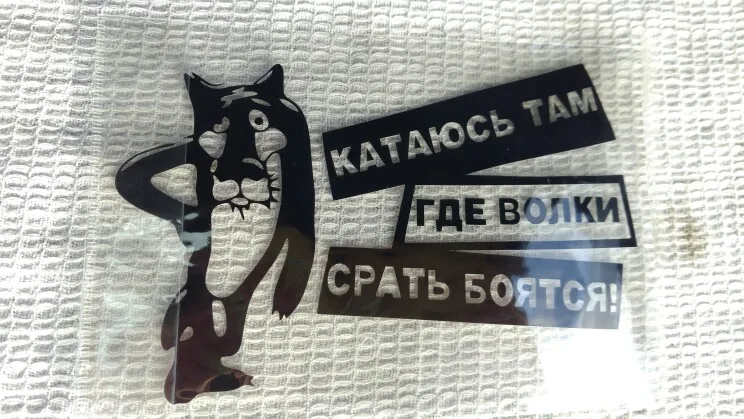 КАТАЮСЬ ТАМ
ГДЕ ВОЛКИ
СРАТЬ БОЯТСЯ!